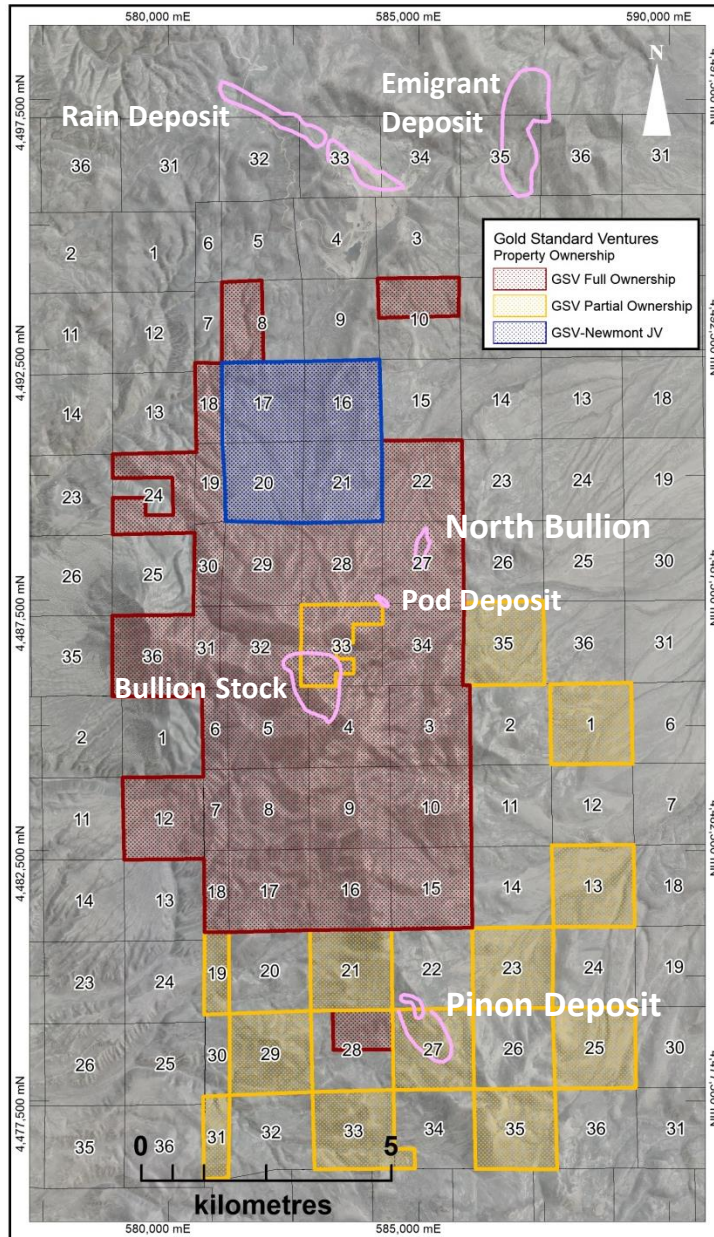 580,000 mE
585,000 mE
590,000 mE
4,497,500 mN
Rain Deposit
Emigrant
Deposit
N
36 31 32 33 34 35 36 31
2 1 6 5 4 3
Gold Standard Ventures
Property Ownership
GSV Full Ownership
GSV Partial Ownership
GSV-Newmont JV
11 12 7 8 9 10
4,492,500 mN
14 13 18 17 16 15 14 13 18
23 24 19 20 21 22 23 24 19
North Bullion
26 25 30 29 28 27 26 25 30
4,487,500 mN
Pod Deposit
35 36 31 32 33 34 35 36 31
Bullion Stock
2 1 6 5 4 3 2 1 6
11 12 7 8 9 10 11 12 7
4,482,500 mN
14 13 18 17 16 15 14 13 18
23 24 19 20 21 22 23 24 19
Pinon Deposit
26 25 30 29 28 27 26 25 30
4,477,500 mN
35 36 31 32 33 34 35 36 31
0 5
kilometres
580,000 mE
585,000 mE
590,000 mE